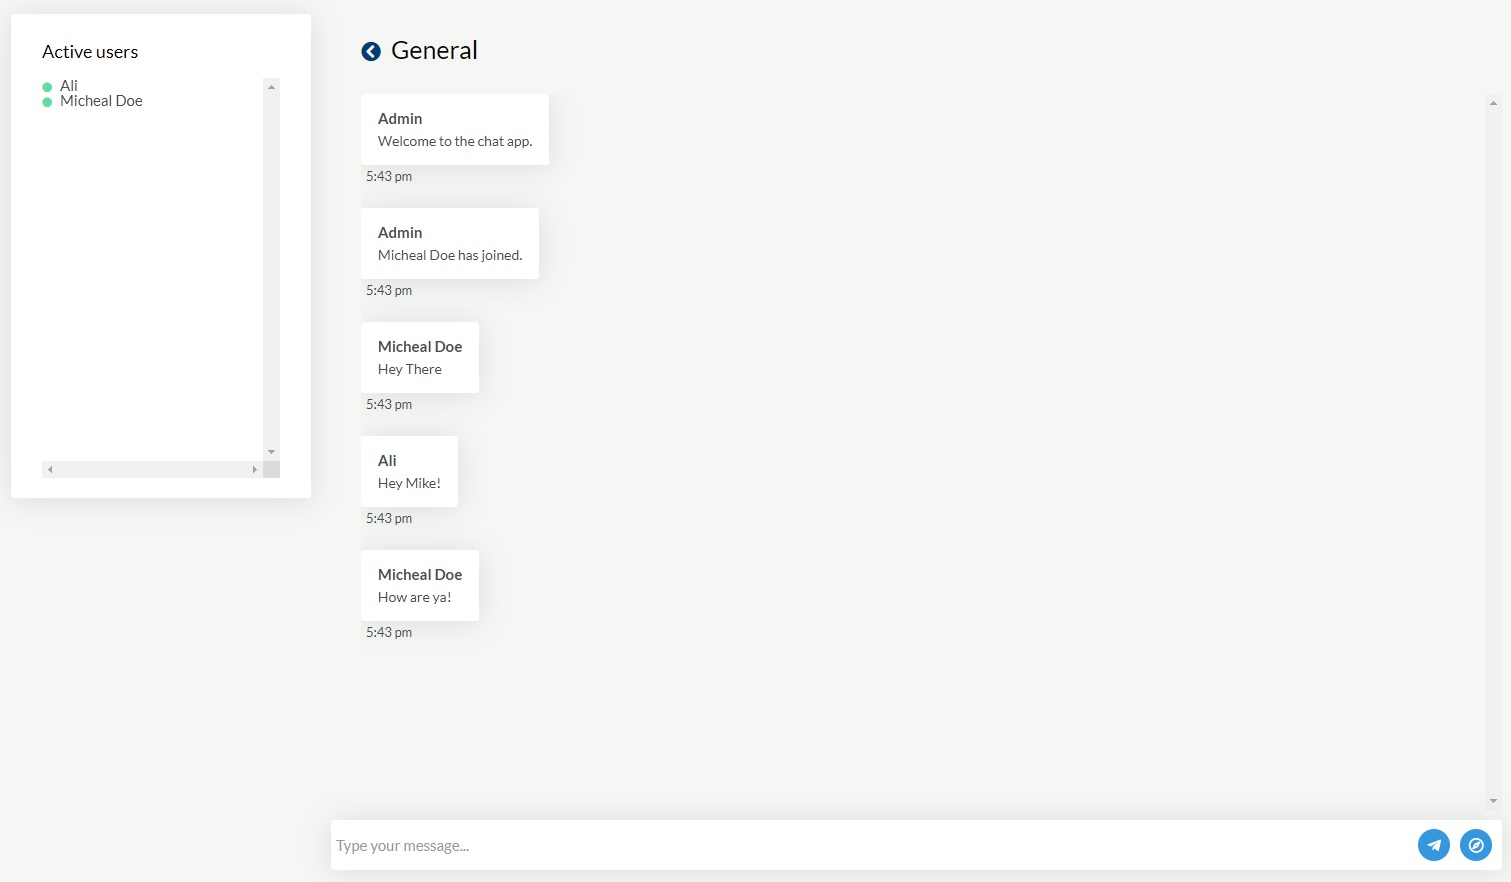 Active users
Ali
Micheal Doe
General
Admin
Welcome to the chat app.
5:43 pm
Admin
Micheal Doe has joined.
5:43 pm
Micheal Doe
Hey There
5:43 pm
Ali
Hey Mike!
5:43 pm
Micheal Doe
How are ya!
5:43 pm
Type your message...